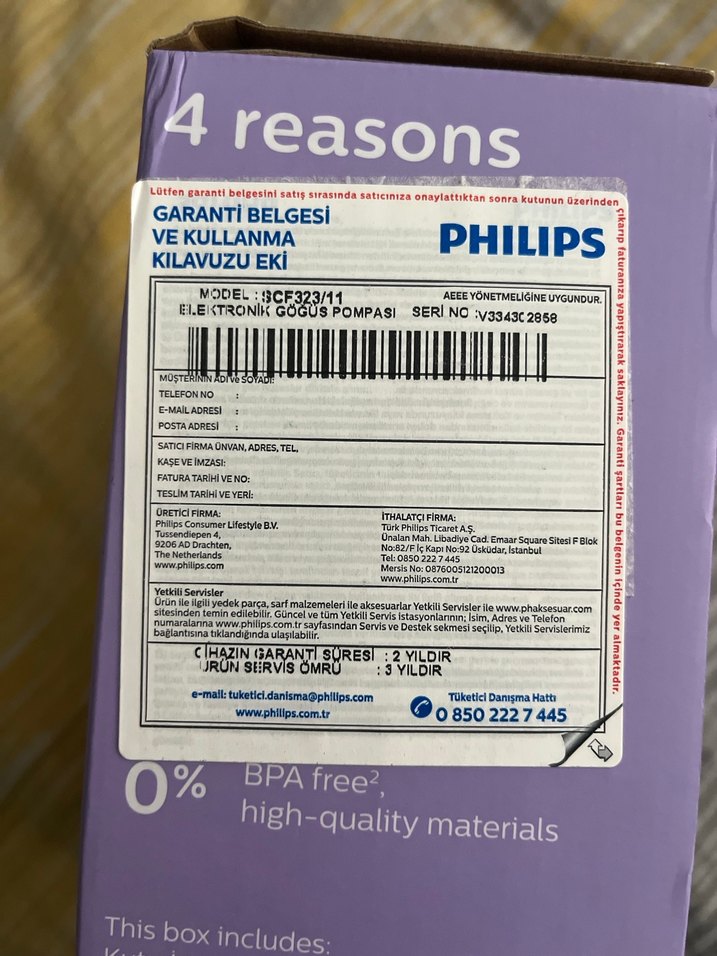 4 reasons
Lütfen garanti belgesini satış sırasında satıcınıza onaylattıktan sonra kutunun üzerinden
çıkarıp faturanıza yapıştırarak saklayınız. Garanti şartları bu belgenin içinde yer almaktadır.
GARANTİ BELGESİ
VE KULLANMA
KILAVUZU EKİ
PHILIPS
MODEL : SCF323/11
AEEE YÖNETMELİĞİNE UYGUNDUR.
ELEKTRONİK GÖĞÜS POMPASI SERİ NO :V33430 2858
MÜŞTERİNİN ADI ve SOYADI:
TELEFON NO :
E-MAİL ADRESİ :
POSTA ADRESİ :
SATICI FİRMA ÜNVAN, ADRES, TEL,
KAŞE VE İMZASI:
FATURA TARİHİ VE NO:
TESLİM TARİHİ VE YERİ:
ÜRETİCİ FİRMA:
Philips Consumer Lifestyle B.V.
Tussendiepen 4,
9206 AD Drachten,
The Netherlands
www.philips.com
İTHALATÇI FİRMA:
Türk Philips Ticaret A.Ş.
Ünalan Mah. Libadiye Cad. Emaar Square Sitesi F Blok
No:82/F İç Kapı No:92 Üsküdar, İstanbul
Tel: 0850 222 7 445
Mersis No: 0876005121200013
www.philips.com.tr
Yetkili Servisler
Ürün ile ilgili yedek parça, sarf malzemeleri ile aksesuarlar Yetkili Servisler ile www.phaksesuar.com
sitesinden temin edilebilir. Güncel ve tüm Yetkili Servis istasyonlarının; İsim, Adres ve Telefon
numaralarına www.philips.com.tr sayfasından Servis ve Destek sekmesi seçilip, Yetkili Servislerimiz
bağlantısına tıklandığında ulaşılabilir.
CİHAZIN GARANTİ SÜRESİ : 2 YILDIR
ÜRÜN SERVİS ÖMRÜ : 3 YILDIR
e-mail: tuketici.danisma@philips.com
www.philips.com.tr
Tüketici Danışma Hattı
0 850 222 7 445
0% BPA free²,
high-quality materials
This box includes: